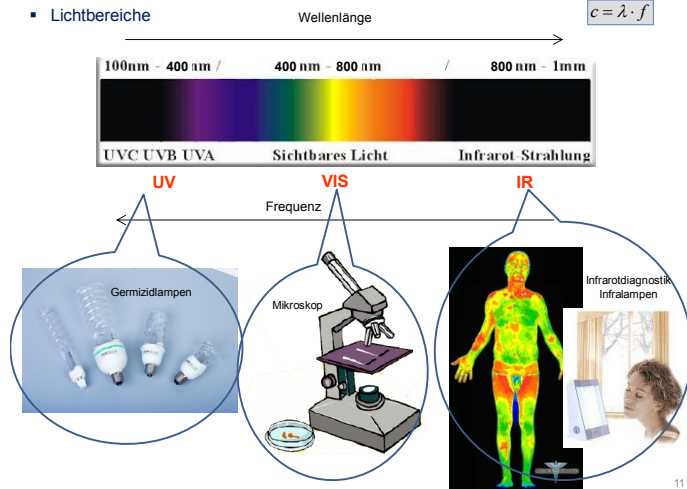 ▪ Lichtbereiche
Wellenlänge
c = λ · f
100nm - 400 nm / 400 nm - 800 nm / 800 nm - 1mm
UVC UVB UVA Sichtbares Licht Infrarot-Strahlung
UV VIS IR
Frequenz
Germizidlampen
Mikroskop
Infrarotdiagnostik
Infralampen
11